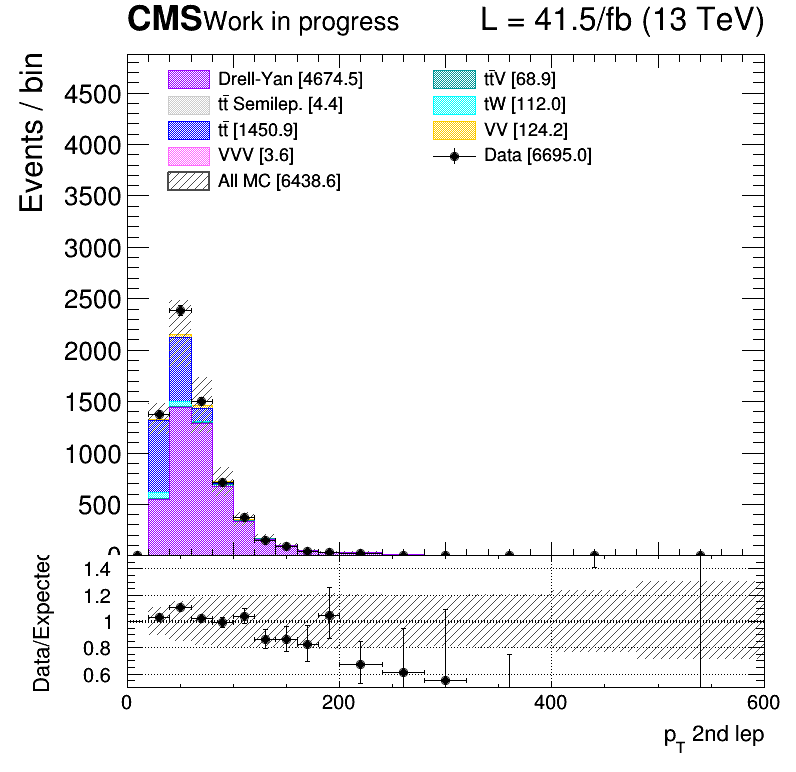 CMS Work in progress L = 41.5/fb (13 TeV)
Events / bin
Drell-Yan [4674.5]
tt̄ Semilep. [4.4]
tt̄ [1450.9]
VVV [3.6]
All MC [6438.6]
tt̄V [68.9]
tW [112.0]
VV [124.2]
Data [6695.0]
4500
4000
3500
3000
2500
2000
1500
1000
500
0
Data/Expected
1.4
1.2
1
0.8
0.6
0 200 400 600
p_T 2nd lep